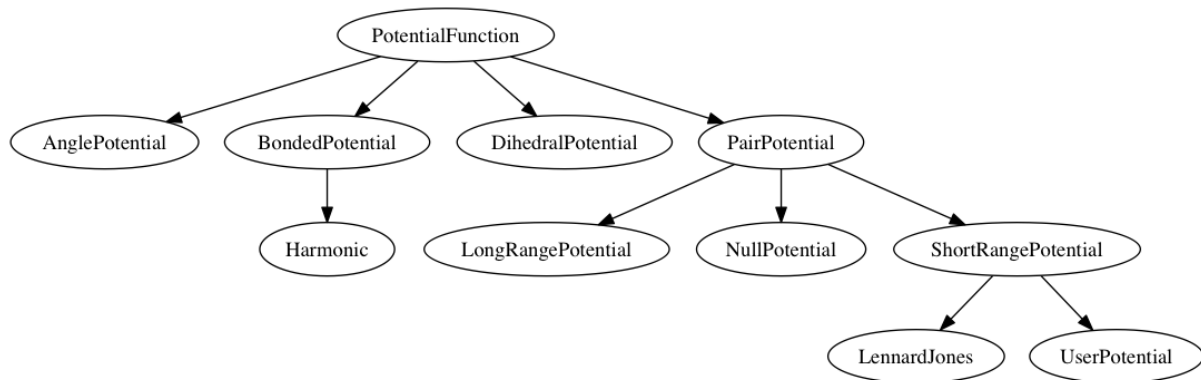 PotentialFunction
AnglePotential
BondedPotential
DihedralPotential
PairPotential
Harmonic
LongRangePotential
NullPotential
ShortRangePotential
LennardJones
UserPotential